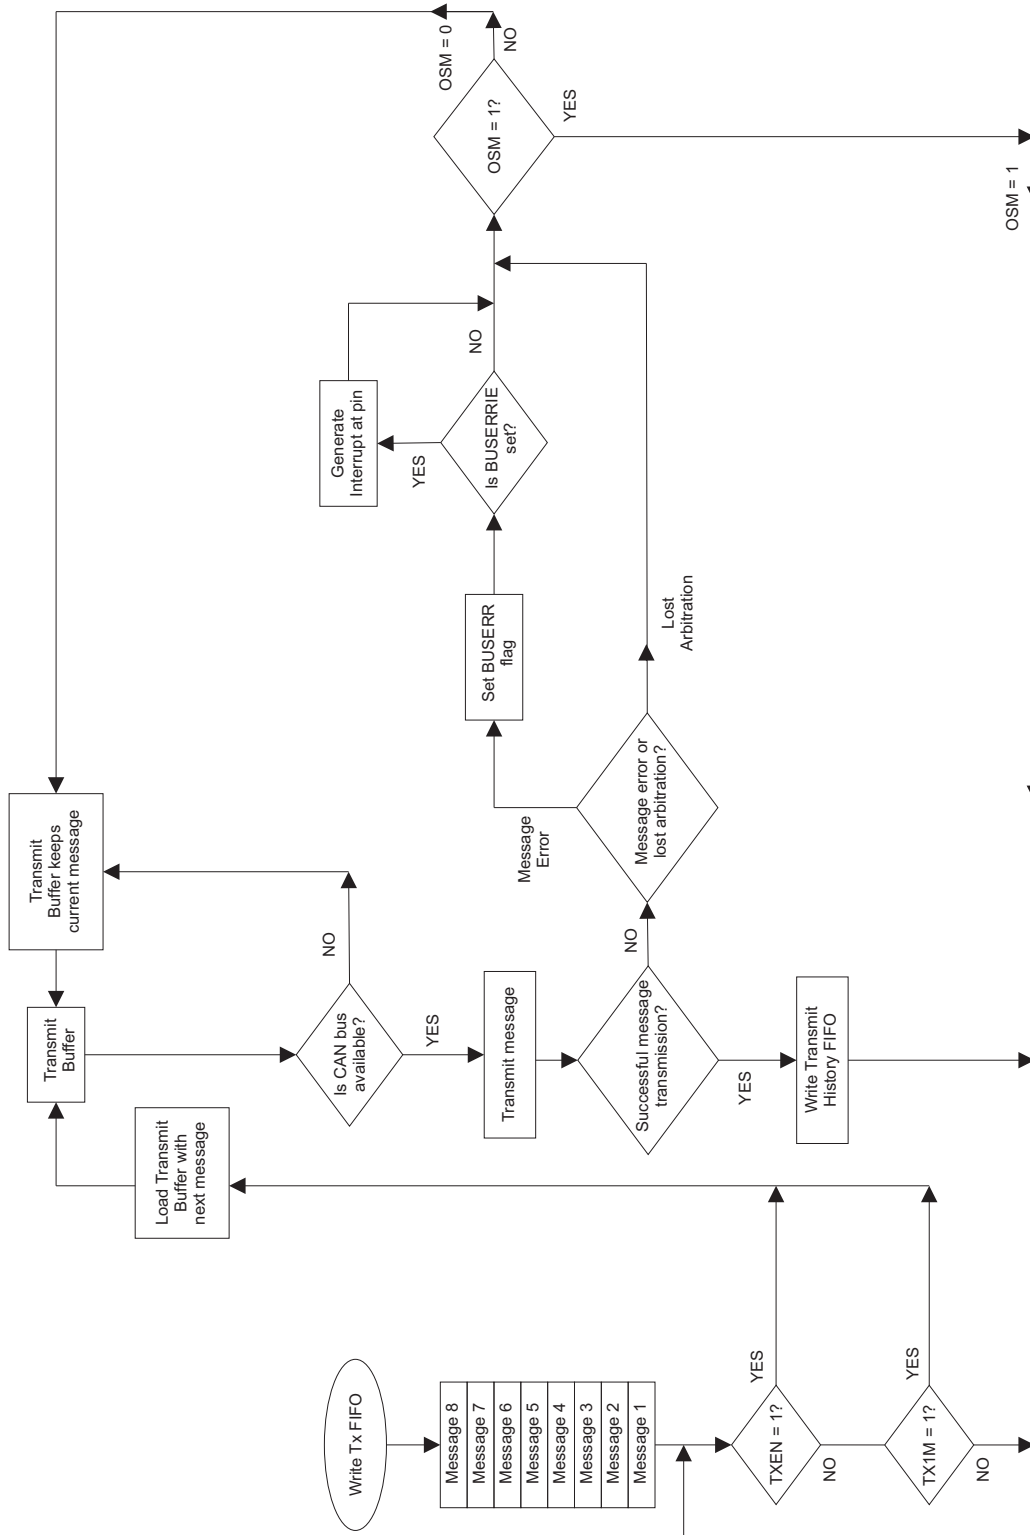 Write Tx FIFO
Message 8
Message 7
Message 6
Message 5
Message 4
Message 3
Message 2
Message 1
TXEN = 1?
YES
NO
TX1M = 1?
YES
NO
Load Transmit
Buffer with
next message
Transmit
Buffer
Transmit
Buffer keeps
current message
Is CAN bus
available?
NO
YES
Transmit message
Successful message
transmission?
NO
YES
Write Transmit
History FIFO
Message error or
lost arbitration?
Message
Error
Lost
Arbitration
Set BUSERR
flag
Is BUSERRIE
set?
YES
NO
Generate
Interrupt at pin
OSM = 1?
NO
YES
OSM = 0
OSM = 1